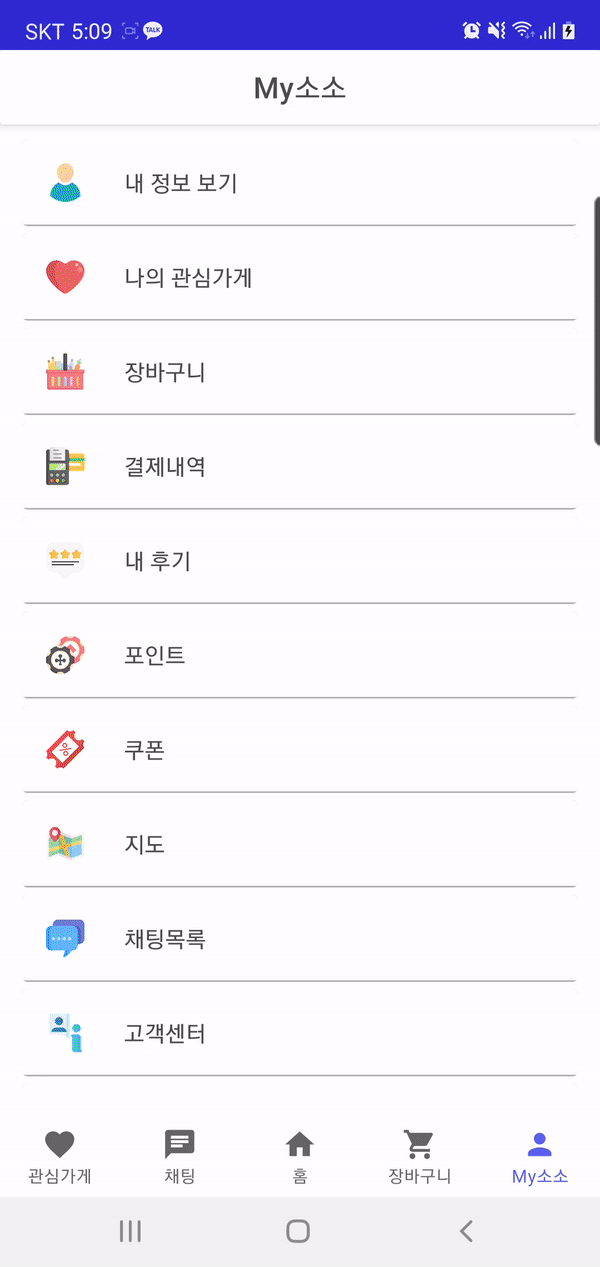 SKT 5:09 TALK
My소소
내 정보 보기
나의 관심가게
장바구니
결제내역
내 후기
포인트
쿠폰
지도
채팅목록
고객센터
관심가게 채팅 홈 장바구니 My소소